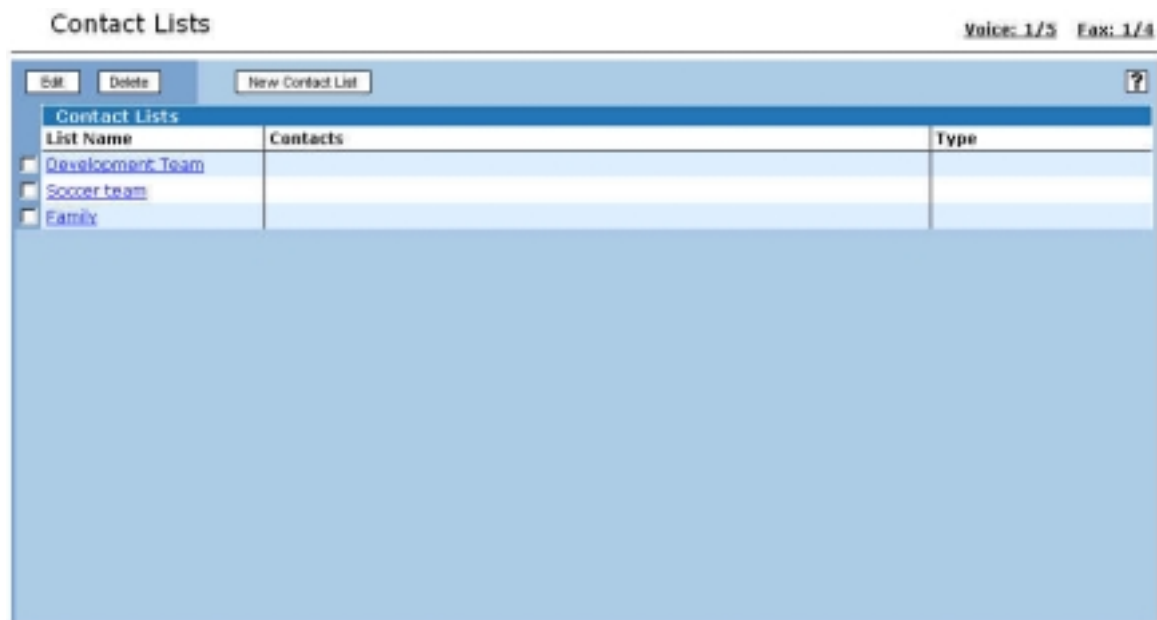 Contact Lists Voice: 1/5 Fax: 1/4
Edit Delete New Contact List ?
Contact Lists
List Name Contacts Type
Development Team
Soccer team
Family